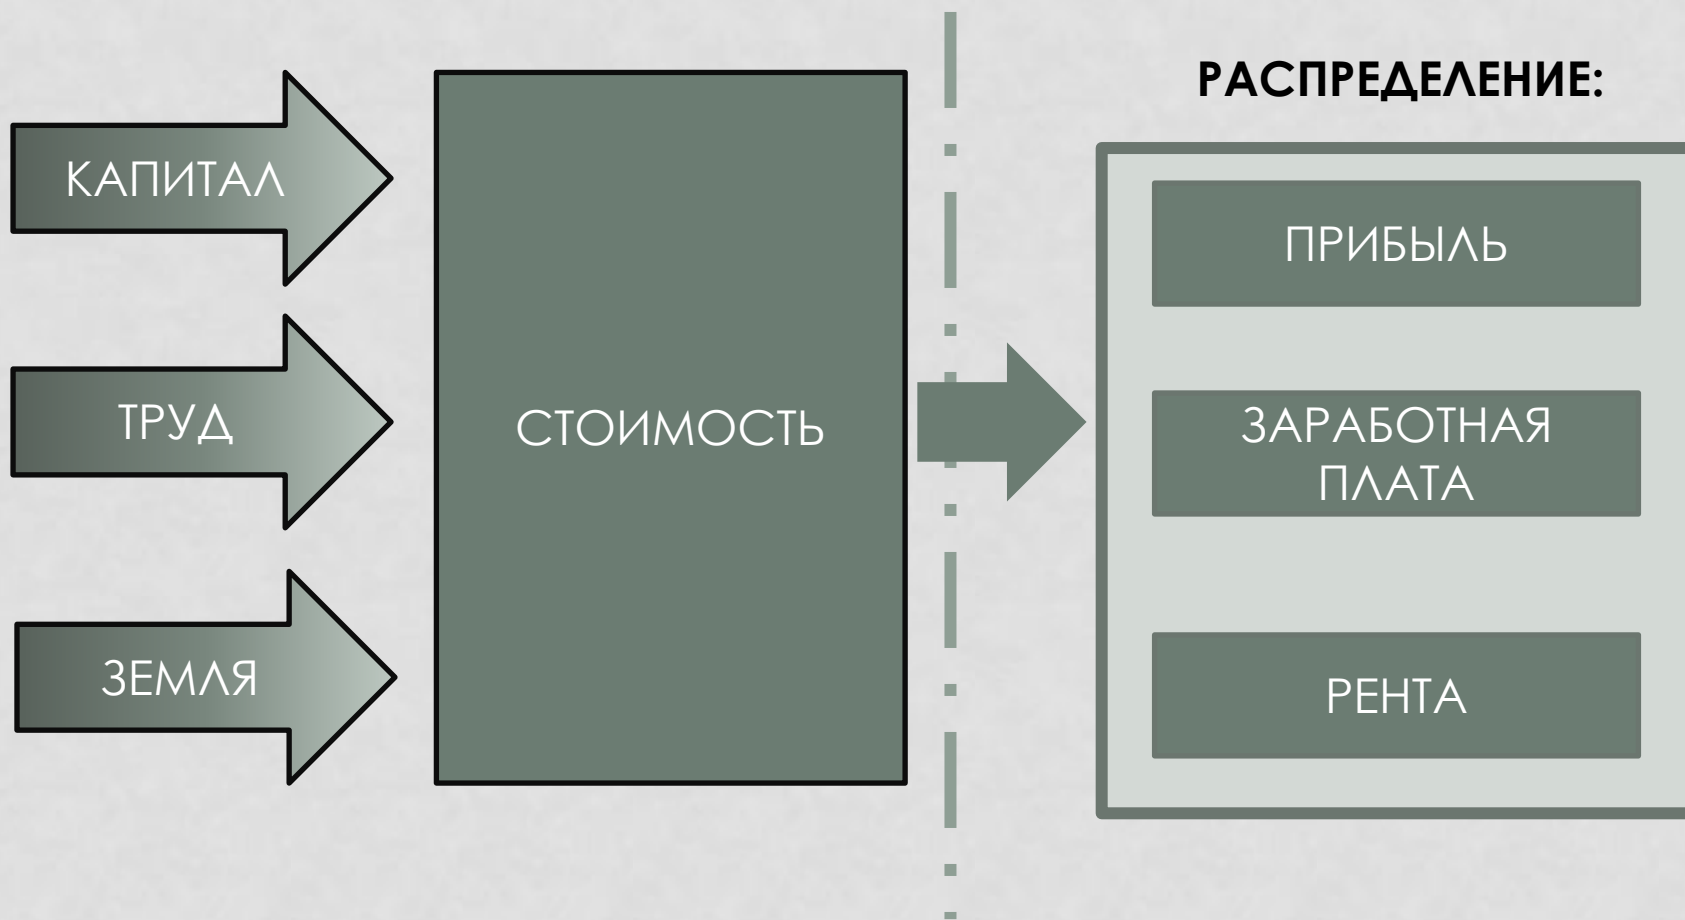 КАПИТАЛ
ТРУД
ЗЕМЛЯ
СТОИМОСТЬ
РАСПРЕДЕЛЕНИЕ:
ПРИБЫЛЬ
ЗАРАБОТНАЯ
ПЛАТА
РЕНТА